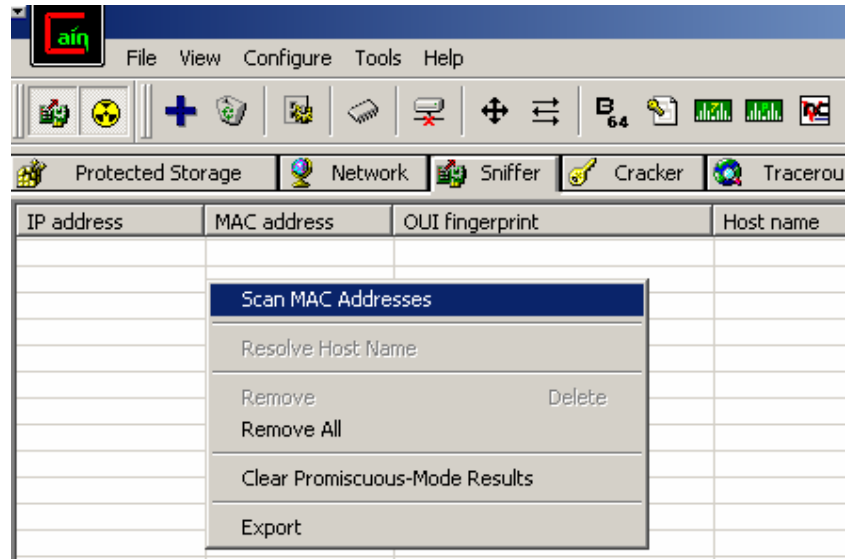 Cain
File View Configure Tools Help
B 64
Protected Storage Network Sniffer Cracker Tracerou
IP address MAC address OUI fingerprint Host name
Scan MAC Addresses
Resolve Host Name
Remove Delete
Remove All
Clear Promiscuous-Mode Results
Export